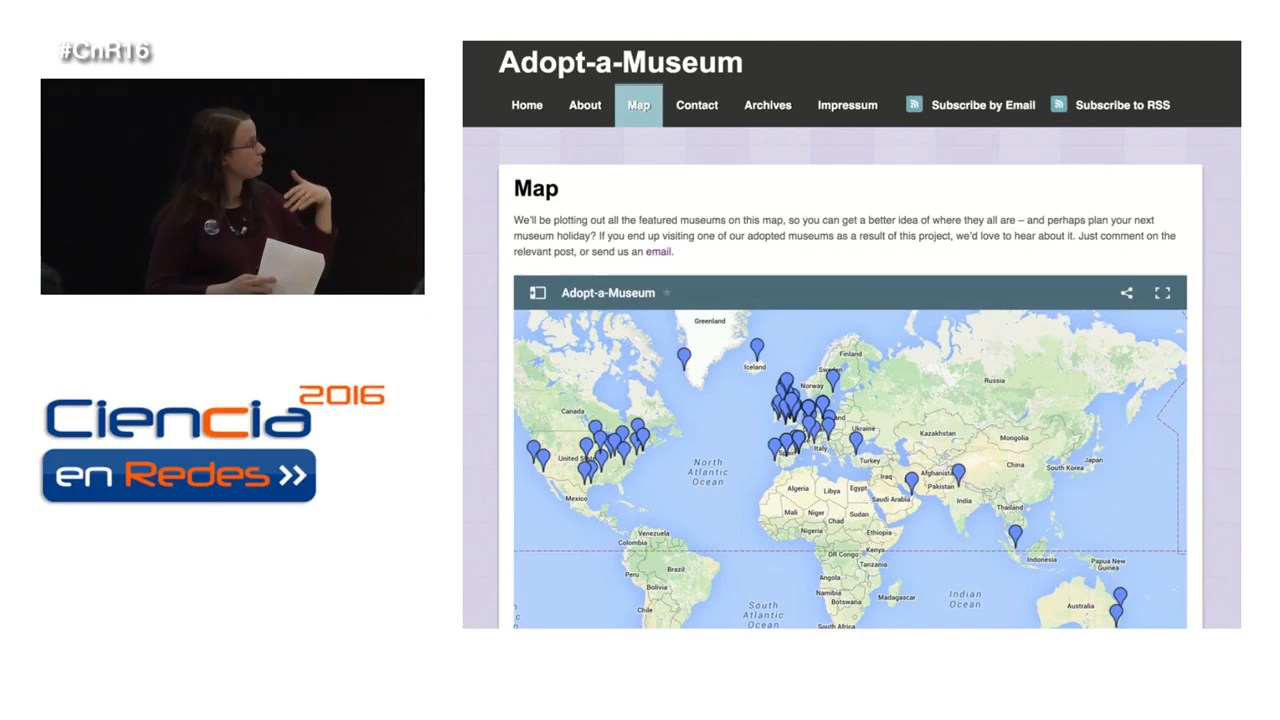 #CnR16
Ciencia 2016
en Redes »
Adopt-a-Museum
Home About Map Contact Archives Impressum Subscribe by Email Subscribe to RSS
Map
We'll be plotting out all the featured museums on this map, so you can get a better idea of where they all are – and perhaps plan your next
museum holiday? If you end up visiting one of our adopted museums as a result of this project, we'd love to hear about it. Just comment on the
relevant post, or send us an email.
Adopt-a-Museum
Greenland
Iceland
Finland
Norway
Russia
Canada
Ukraine
Kazakhstan
Mongolia
Italy
Turkey
North
Atlantic
Ocean
China
South Korea
Japan
Iraq
Afghanistan
Pakistan
Mexico
Algeria
Libya
Egypt
Saudi Arabia
India
Mali
Niger
Chad
Sudan
Thailand
Nigeria
Ethiopia
Venezuela
Colombia
DR Congo
Kenya
Indonesia
Papua New
Guinea
Tanzania
Brazil
Peru
Angola
Bolivia
Namibia
Madagascar
Botswana
Indian
Ocean
Chile
South
Atlantic
Ocean
Australia